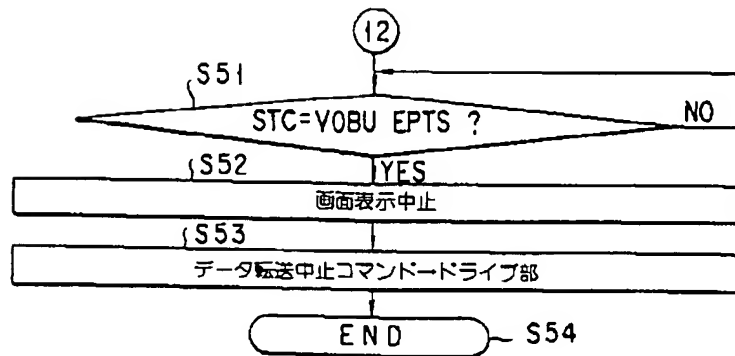 12
S51
STC=VOBU EPTS ?
NO
YES
S52
画面表示中止
S53
データ転送中止コマンド→ドライブ部
END
S54